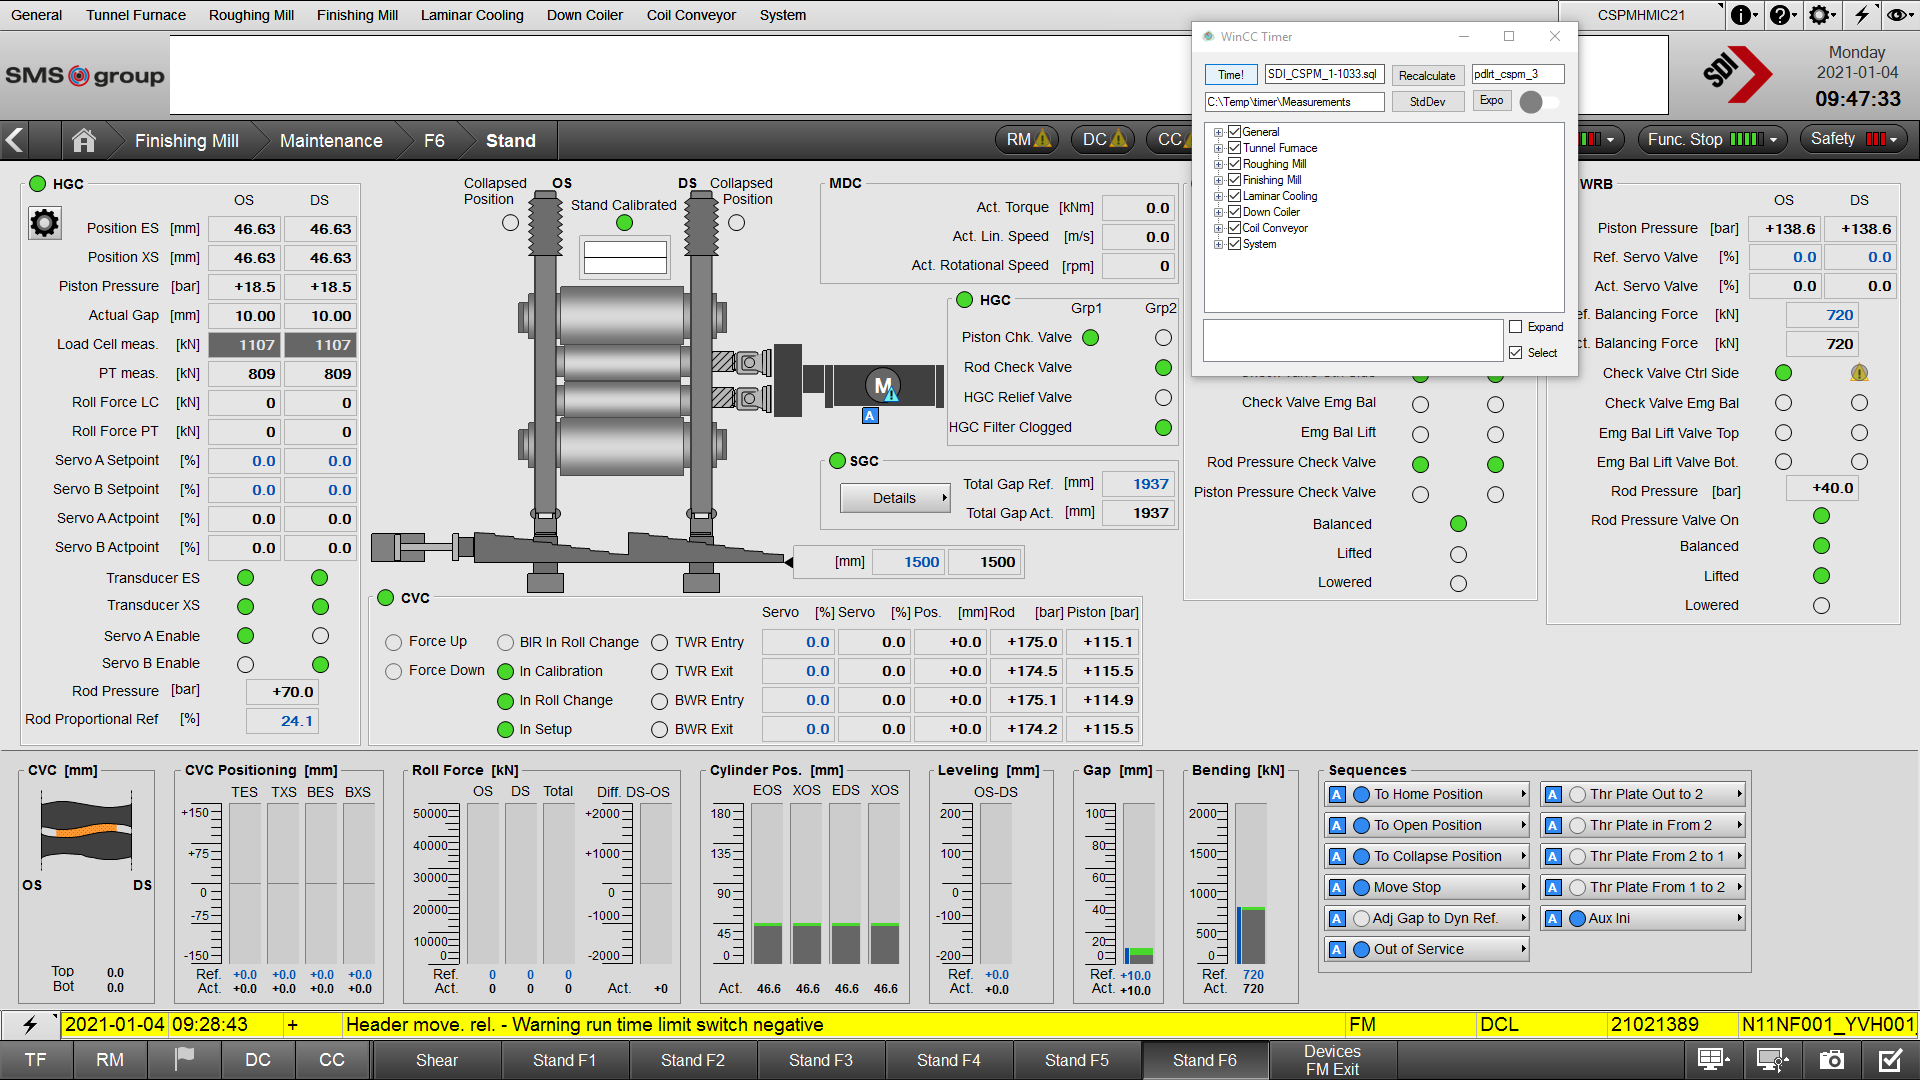 General Tunnel Furnace Roughing Mill Finishing Mill Laminar Cooling Down Coiler Coil Conveyor System CSPMHMIC21
SMS group
SDI
Monday
2021-01-04
09:47:33
Finishing Mill Maintenance F6 Stand RM DC CC Func. Stop Safety
WinCC Timer
Time! SDI_CSPM_1-1033.sql Recalculate pdlrt_cspm_3
C:\Temp\timer\Measurements StdDev Expo
General
Tunnel Furnace
Roughing Mill
Finishing Mill
Laminar Cooling
Down Coiler
Coil Conveyor
System
Expand
Select
HGC
OS DS
Position ES [mm] 46.63 46.63
Position XS [mm] 46.63 46.63
Piston Pressure [bar] +18.5 +18.5
Actual Gap [mm] 10.00 10.00
Load Cell meas. [kN] 1107 1107
PT meas. [kN] 809 809
Roll Force LC [kN] 0 0
Roll Force PT [kN] 0 0
Servo A Setpoint [%] 0.0 0.0
Servo B Setpoint [%] 0.0 0.0
Servo A Actpoint [%] 0.0 0.0
Servo B Actpoint [%] 0.0 0.0
Transducer ES
Transducer XS
Servo A Enable
Servo B Enable
Rod Pressure [bar] +70.0
Rod Proportional Ref [%] 24.1
Collapsed Position OS
Stand Calibrated
DS Collapsed Position
M
A
MDC
Act. Torque [kNm] 0.0
Act. Lin. Speed [m/s] 0.0
Act. Rotational Speed [rpm] 0
HGC Grp1 Grp2
Piston Chk. Valve
Rod Check Valve
HGC Relief Valve
HGC Filter Clogged
SGC
Details
Total Gap Ref. [mm] 1937
Total Gap Act. [mm] 1937
[mm] 1500 1500
Check Valve Emg Bal
Emg Bal Lift
Rod Pressure Check Valve
Piston Pressure Check Valve
Balanced
Lifted
Lowered
WRB
OS DS
Piston Pressure [bar] +138.6 +138.6
Ref. Servo Valve [%] 0.0 0.0
Act. Servo Valve [%] 0.0 0.0
ef. Balancing Force [kN] 720
ct. Balancing Force [kN] 720
Check Valve Ctrl Side
Check Valve Emg Bal
Emg Bal Lift Valve Top
Emg Bal Lift Valve Bot.
Rod Pressure [bar] +40.0
Rod Pressure Valve On
Balanced
Lifted
Lowered
CVC
Servo [%] Servo [%] Pos. [mm] Rod [bar] Piston [bar]
Force Up BIR In Roll Change TWR Entry 0.0 0.0 +0.0 +175.0 +115.1
Force Down In Calibration TWR Exit 0.0 0.0 +0.0 +174.5 +115.5
In Roll Change BWR Entry 0.0 0.0 +0.0 +175.1 +114.9
In Setup BWR Exit 0.0 0.0 +0.0 +174.2 +115.5
CVC [mm]
OS DS
Top 0.0
Bot 0.0
CVC Positioning [mm]
TES TXS BES BXS
+150
+75
0
-75
-150
Ref. +0.0 +0.0 +0.0 +0.0
Act. +0.0 +0.0 +0.0 +0.0
Roll Force [kN]
OS DS Total Diff. DS-OS
50000 +2000
40000 +1000
30000
20000 0
-1000
10000
0 -2000
Ref. 0 0 0
Act. 0 0 0 Act. +0
Cylinder Pos. [mm]
EOS XOS EDS XOS
180
135
90
45
0
Act. 46.6 46.6 46.6 46.6
Leveling [mm]
OS-DS
200
100
0
-100
-200
Ref. +0.0
Act. +0.0
Gap [mm]
100
80
60
40
20
0
Ref. +10.0
Act. +10.0
Bending [kN]
2000
1500
1000
500
0
Ref. 720
Act. 720
Sequences
A To Home Position A Thr Plate Out to 2
A To Open Position A Thr Plate in From 2
A To Collapse Position A Thr Plate From 2 to 1
A Move Stop A Thr Plate From 1 to 2
A Adj Gap to Dyn Ref. A Aux Ini
A Out of Service
2021-01-04 09:28:43 + Header move. rel. - Warning run time limit switch negative FM DCL 21021389 N11NF001_YVH001
TF RM DC CC Shear Stand F1 Stand F2 Stand F3 Stand F4 Stand F5 Stand F6 Devices FM Exit